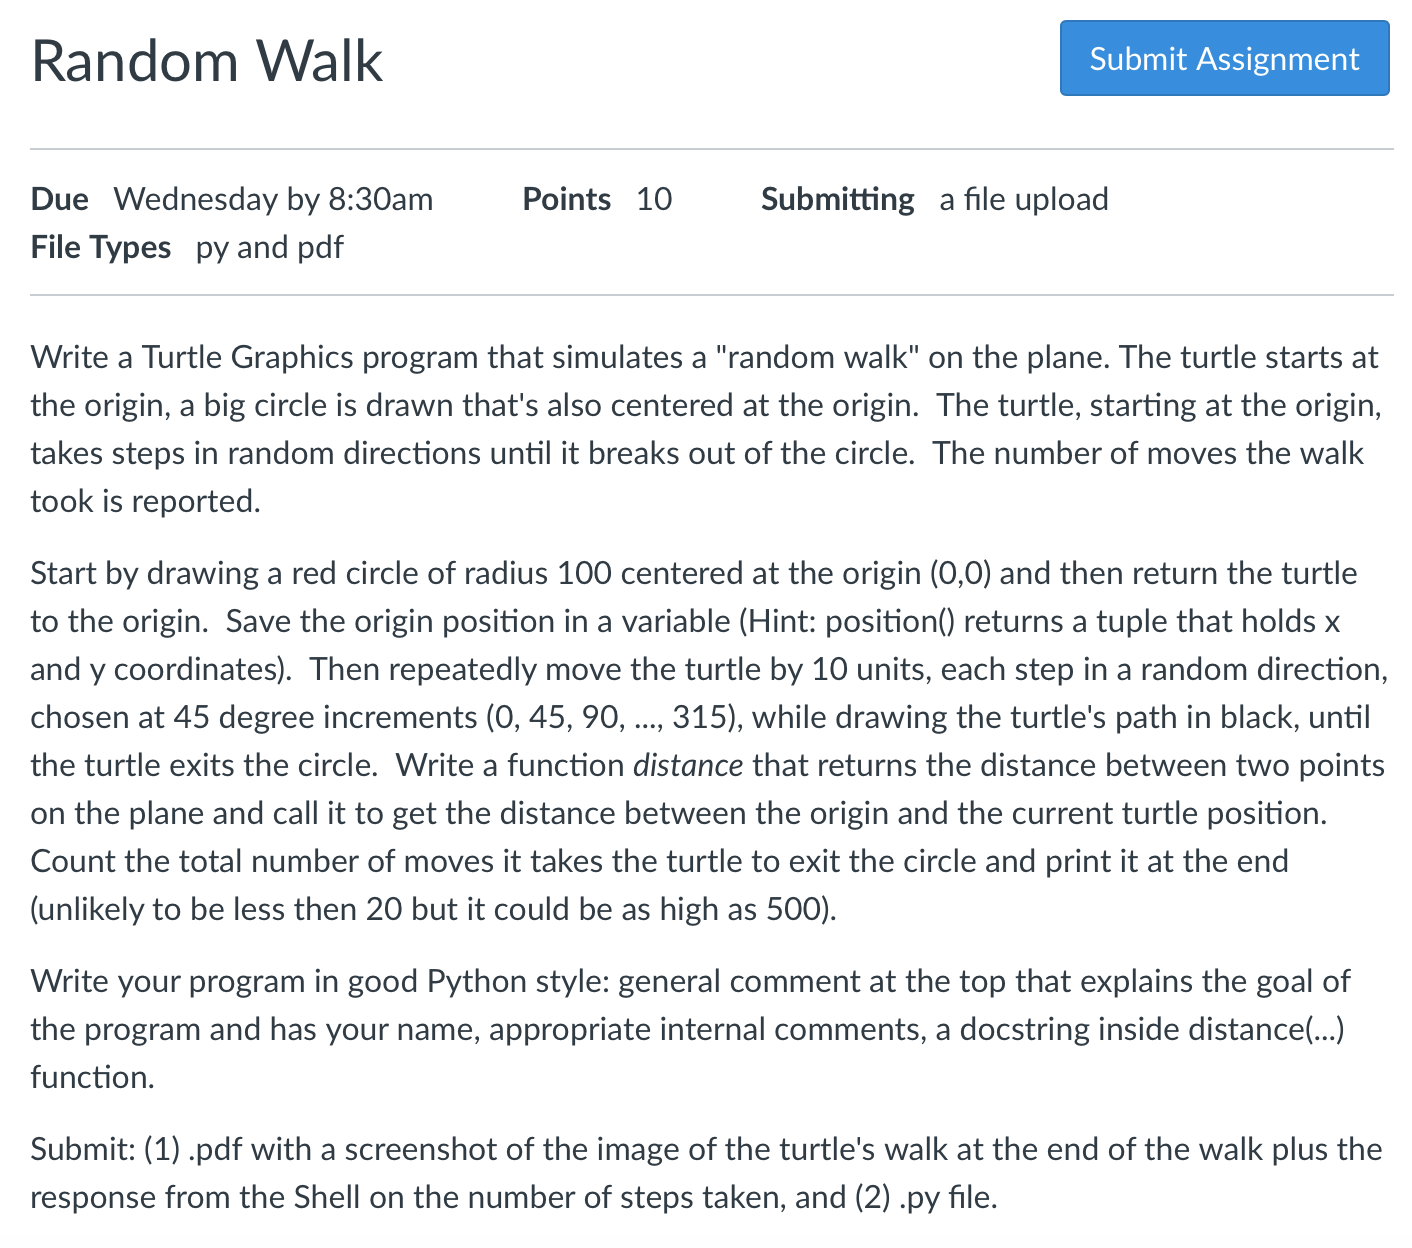 Random Walk
Submit Assignment
Due Wednesday by 8:30am Points 10 Submitting a file upload
File Types py and pdf
Write a Turtle Graphics program that simulates a "random walk" on the plane. The turtle starts at
the origin, a big circle is drawn that's also centered at the origin.  The turtle, starting at the origin,
takes steps in random directions until it breaks out of the circle.  The number of moves the walk
took is reported.
Start by drawing a red circle of radius 100 centered at the origin (0,0) and then return the turtle
to the origin.  Save the origin position in a variable (Hint: position() returns a tuple that holds x
and y coordinates).  Then repeatedly move the turtle by 10 units, each step in a random direction,
chosen at 45 degree increments (0, 45, 90, ..., 315), while drawing the turtle's path in black, until
the turtle exits the circle.  Write a function distance that returns the distance between two points
on the plane and call it to get the distance between the origin and the current turtle position.
Count the total number of moves it takes the turtle to exit the circle and print it at the end
(unlikely to be less then 20 but it could be as high as 500).
Write your program in good Python style: general comment at the top that explains the goal of
the program and has your name, appropriate internal comments, a docstring inside distance(...)
function.
Submit: (1) .pdf with a screenshot of the image of the turtle's walk at the end of the walk plus the
response from the Shell on the number of steps taken, and (2) .py file.